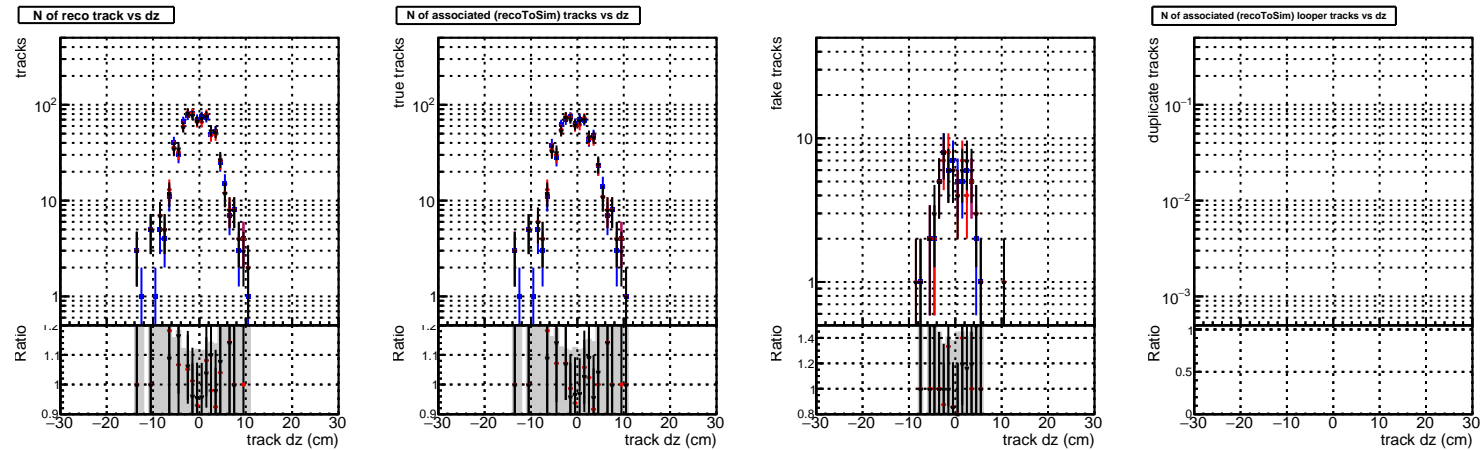 N of reco track vs dz
tracks
10²
10
1
Ratio
1.2
1.1
1
0.9
−30 −20 −10 0 10 20 30
track dz (cm)
N of associated (recoToSim) tracks vs dz
true tracks
10²
10
1
Ratio
1.2
1.1
1
0.9
−30 −20 −10 0 10 20 30
track dz (cm)
fake tracks
10
1
Ratio
1.4
1.2
1
0.8
−30 −20 −10 0 10 20 30
track dz (cm)
N of associated (recoToSim) looper tracks vs dz
duplicate tracks
10⁻¹
10⁻²
10⁻³
Ratio
1
0.5
0
−30 −20 −10 0 10 20 30
track dz (cm)